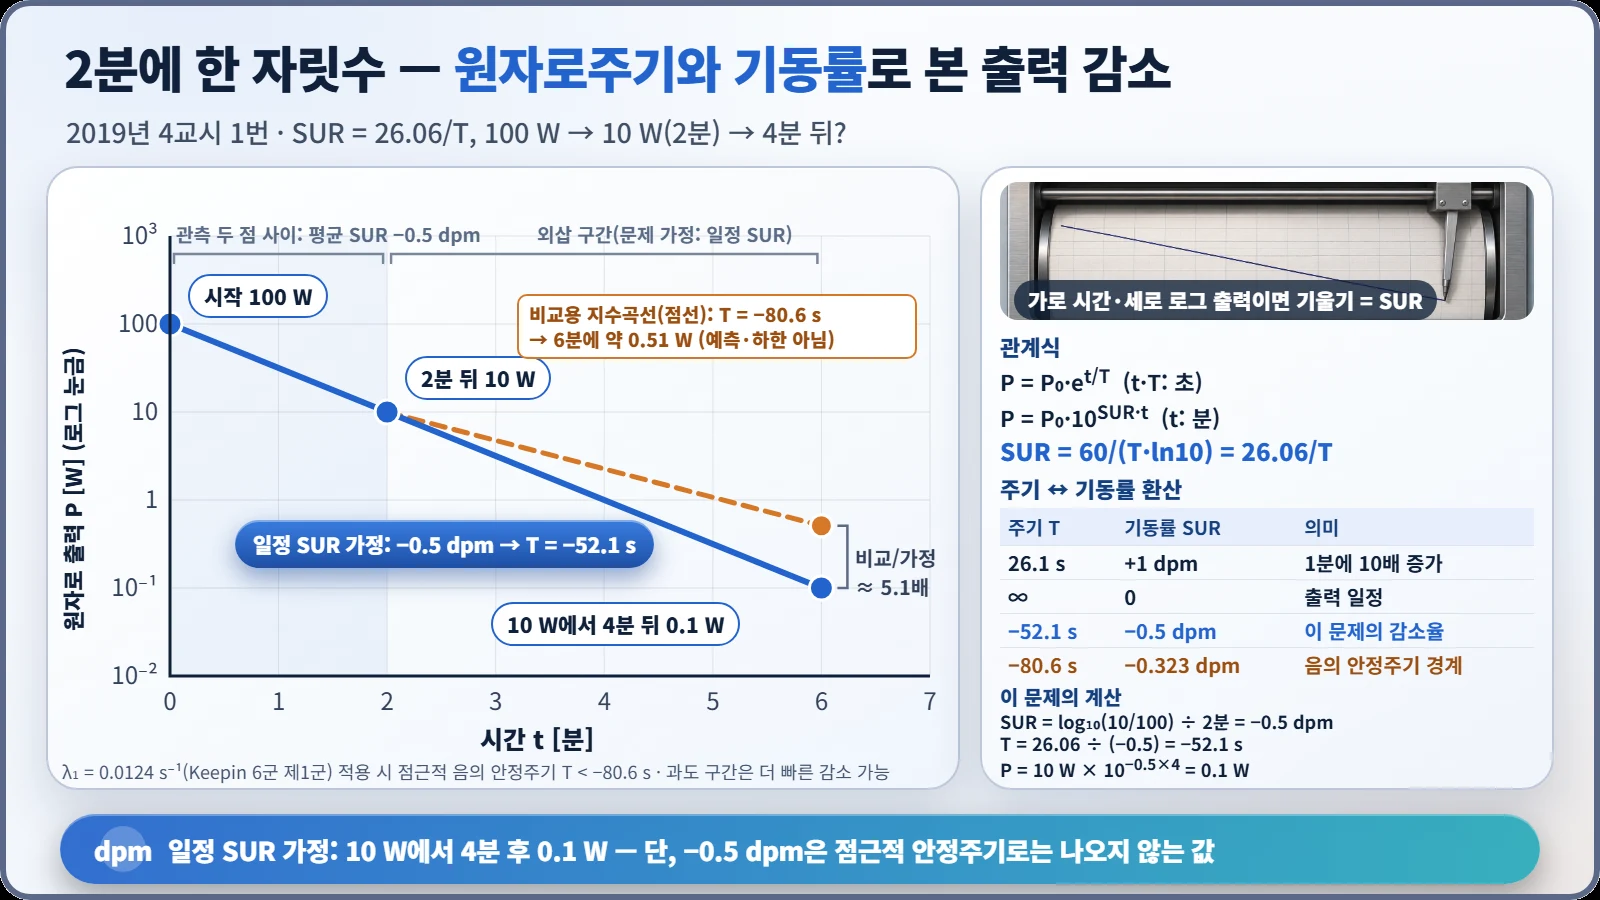 2분에 한 자릿수 — 원자로주기와 기동률로 본 출력 감소
2019년 4교시 1번 · SUR = 26.06/T, 100 W → 10 W(2분) → 4분 뒤?
관측 두 점 사이: 평균 SUR −0.5 dpm
외삽 구간(문제 가정: 일정 SUR)
시작 100 W
비교용 지수곡선(점선): T = −80.6 s
→ 6분에 약 0.51 W (예측·하한 아님)
2분 뒤 10 W
일정 SUR 가정: −0.5 dpm → T = −52.1 s
비교/가정
≈ 5.1배
10 W에서 4분 뒤 0.1 W
원자로 출력 P [W] (로그 눈금)
10³
100
10
1
10⁻¹
10⁻²
0 1 2 3 4 5 6 7
시간 t [분]
λ₁ = 0.0124 s⁻¹(Keepin 6군 제1군) 적용 시 점근적 음의 안정주기 T < −80.6 s · 과도 구간은 더 빠른 감소 가능
가로 시간·세로 로그 출력이면 기울기 = SUR
관계식
P = P₀·e^t/T (t·T: 초)
P = P₀·10^SUR·t (t: 분)
SUR = 60/(T·ln10) = 26.06/T
주기 ↔ 기동률 환산
주기 T 기동률 SUR 의미
26.1 s +1 dpm 1분에 10배 증가
∞ 0 출력 일정
−52.1 s −0.5 dpm 이 문제의 감소율
−80.6 s −0.323 dpm 음의 안정주기 경계
이 문제의 계산
SUR = log₁₀(10/100) ÷ 2분 = −0.5 dpm
T = 26.06 ÷ (−0.5) = −52.1 s
P = 10 W × 10^−0.5×4 = 0.1 W
dpm 일정 SUR 가정: 10 W에서 4분 후 0.1 W — 단, −0.5 dpm은 점근적 안정주기로는 나오지 않는 값